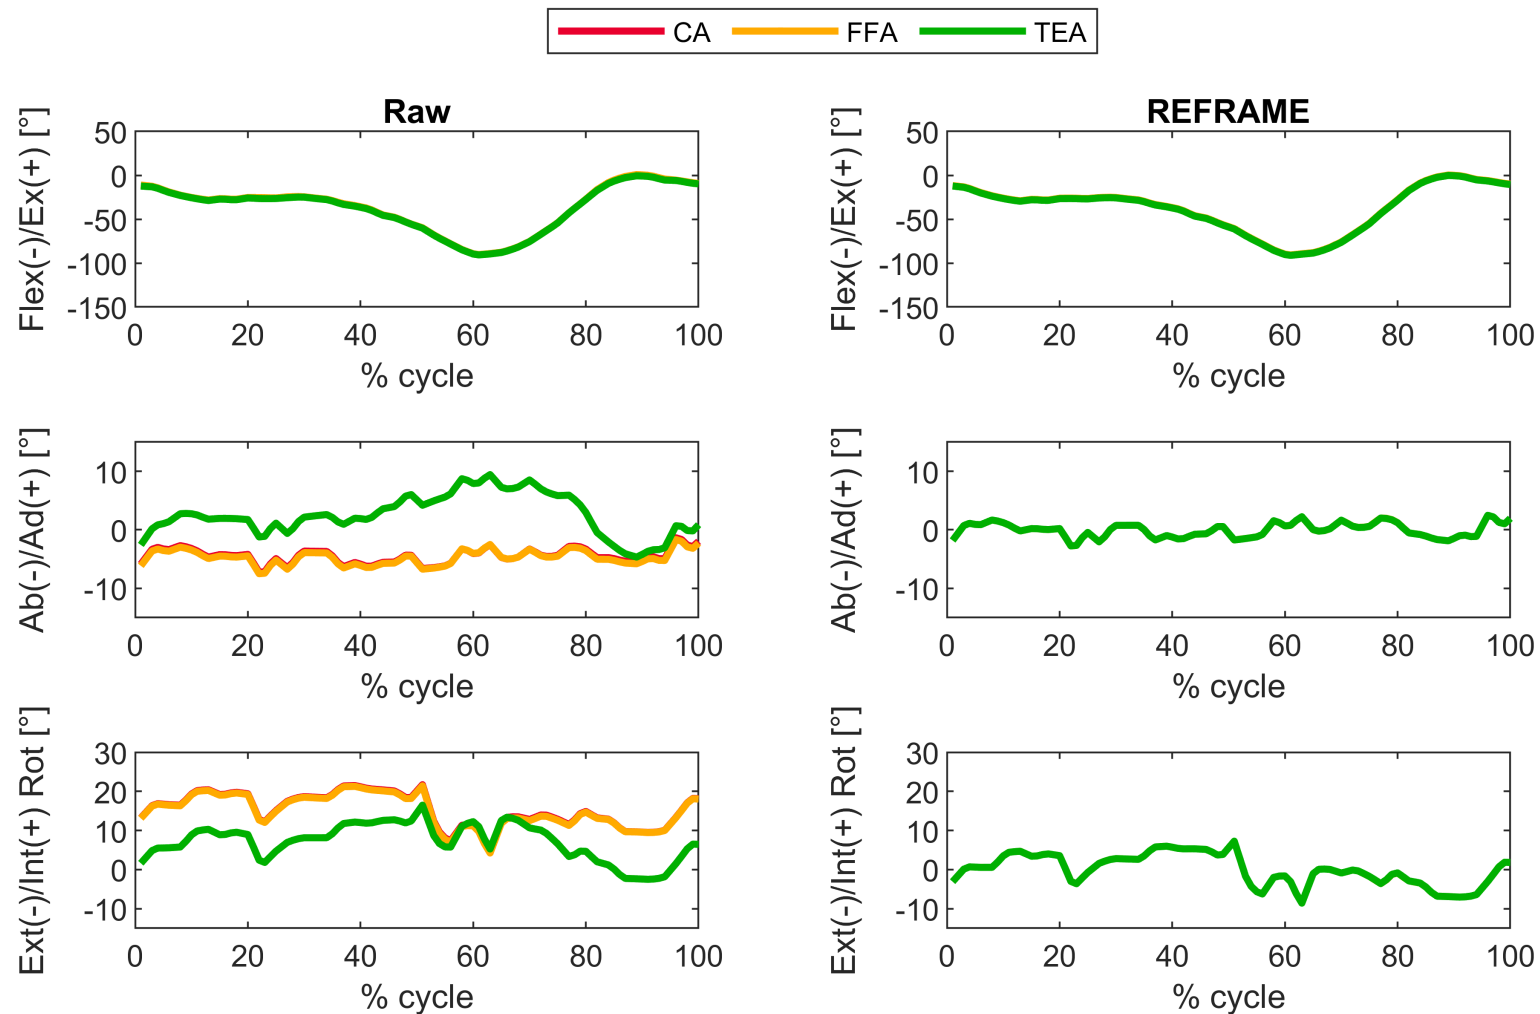 CA FFA TEA
Raw
Flex(-)/Ex(+) [°]
50
0
-50
-100
-150
0 20 40 60 80 100
% cycle
REFRAME
Flex(-)/Ex(+) [°]
50
0
-50
-100
-150
0 20 40 60 80 100
% cycle
Ab(-)/Ad(+) [°]
10
0
-10
0 20 40 60 80 100
% cycle
Ab(-)/Ad(+) [°]
10
0
-10
0 20 40 60 80 100
% cycle
Ext(-)/Int(+) Rot [°]
30
20
10
0
-10
0 20 40 60 80 100
% cycle
Ext(-)/Int(+) Rot [°]
30
20
10
0
-10
0 20 40 60 80 100
% cycle